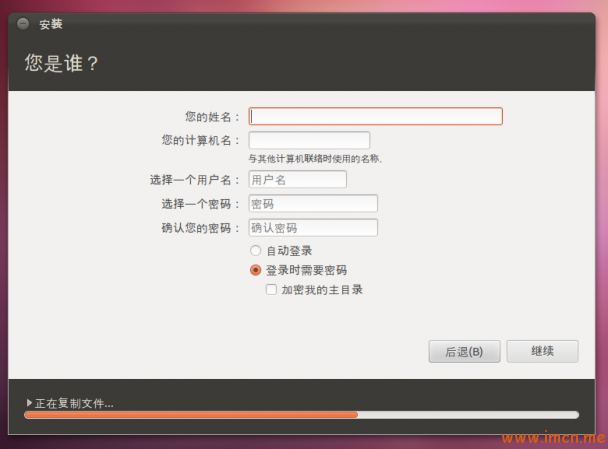 安装
您是谁？
您的姓名：
您的计算机名：
与其他计算机联络时使用的名称.
选择一个用户名： 用户名
选择一个密码： 密码
确认您的密码： 确认密码
自动登录
登录时需要密码
加密我的主目录
后退(B) 继续
正在复制文件...
www.imcn.me